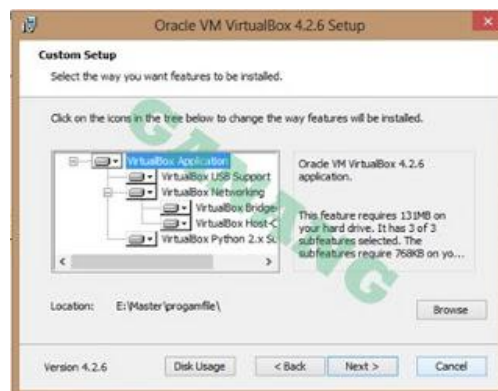 Oracle VM VirtualBox 4.2.6 Setup
Custom Setup
Select the way you want features to be installed.
Click on the icons in the tree below to change the way features will be installed.
VirtualBox Application
VirtualBox USB Support
VirtualBox Networking
VirtualBox Bridge
VirtualBox Host-C
VirtualBox Python 2.x Su
Oracle VM VirtualBox 4.2.6
application.
This feature requires 131MB on
your hard drive. It has 3 of 3
subfeatures selected. The
subfeatures require 768KB on yo...
Location: E:\Master\progamfile\
Browse
Version 4.2.6
Disk Usage
< Back
Next >
Cancel